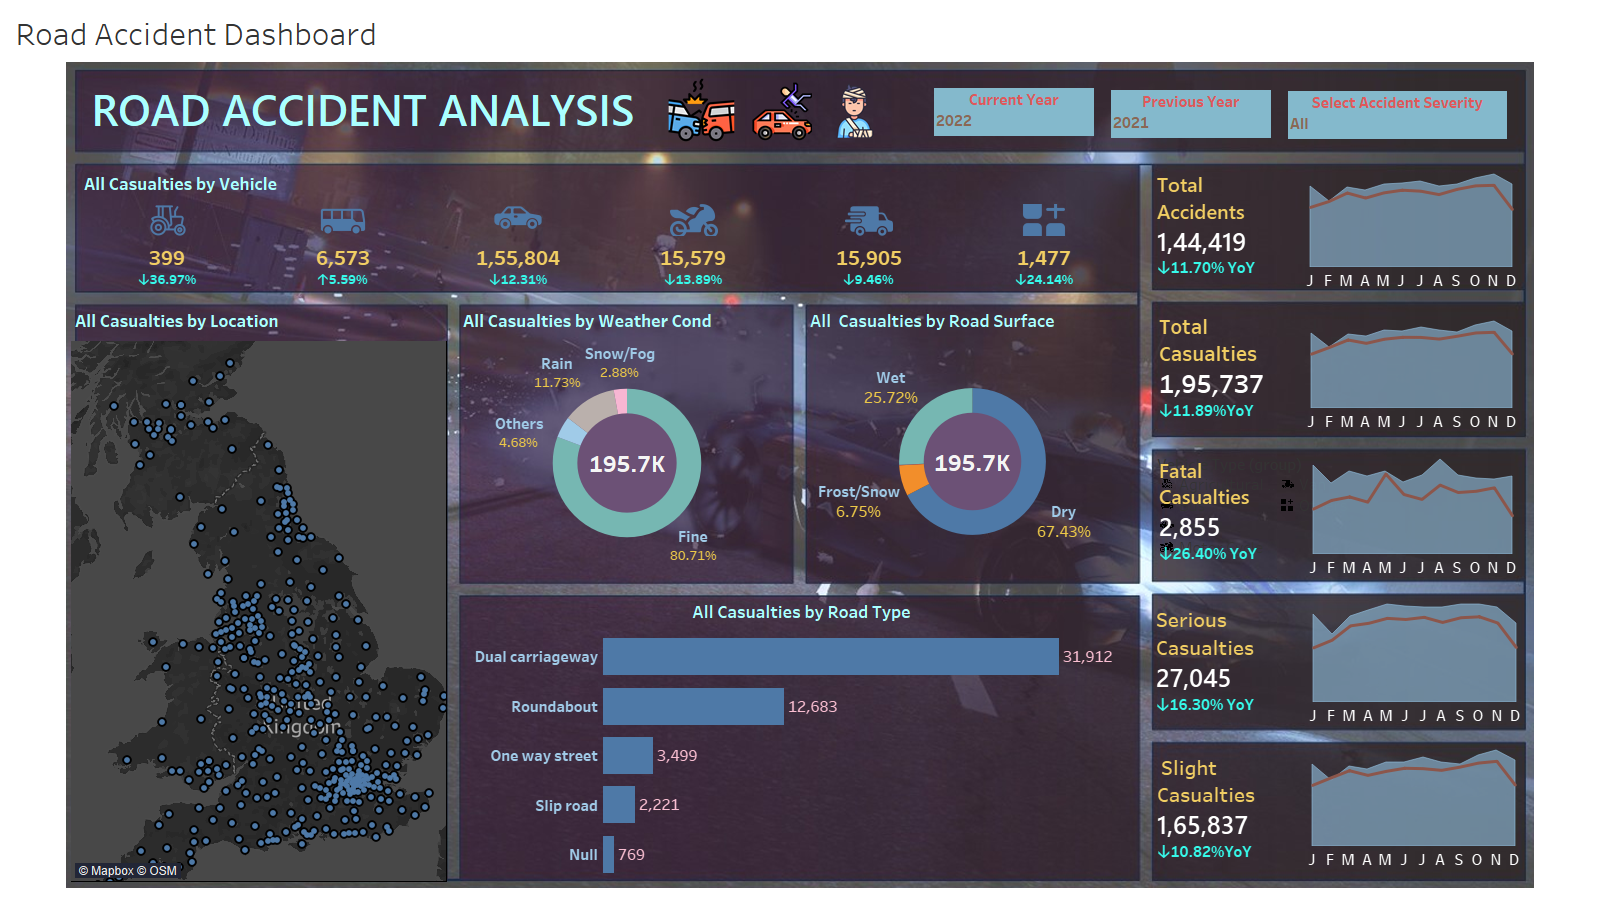 Road Accident Dashboard
ROAD ACCIDENT ANALYSIS
Current Year
2022
Previous Year
2021
Select Accident Severity
All
All Casualties by Vehicle
399
↓36.97%
6,573
↑5.59%
1,55,804
↓12.31%
15,579
↓13.89%
15,905
↓9.46%
1,477
↓24.14%
Total
Accidents
1,44,419
↓11.70% YoY
J F M A M J J A S O N D
Total
Casualties
1,95,737
↓11.89%YoY
J F M A M J J A S O N D
Fatal
Casualties
2,855
↓26.40% YoY
J F M A M J J A S O N D
Serious
Casualties
27,045
↓16.30% YoY
J F M A M J J A S O N D
Slight
Casualties
1,65,837
↓10.82%YoY
J F M A M J J A S O N D
All Casualties by Location
United
Kingdom
© Mapbox © OSM
All Casualties by Weather Cond
Snow/Fog
2.88%
Rain
11.73%
Others
4.68%
195.7K
Fine
80.71%
All  Casualties by Road Surface
Wet
25.72%
195.7K
Frost/Snow
6.75%
Dry
67.43%
All Casualties by Road Type
Dual carriageway 31,912
Roundabout 12,683
One way street 3,499
Slip road 2,221
Null 769